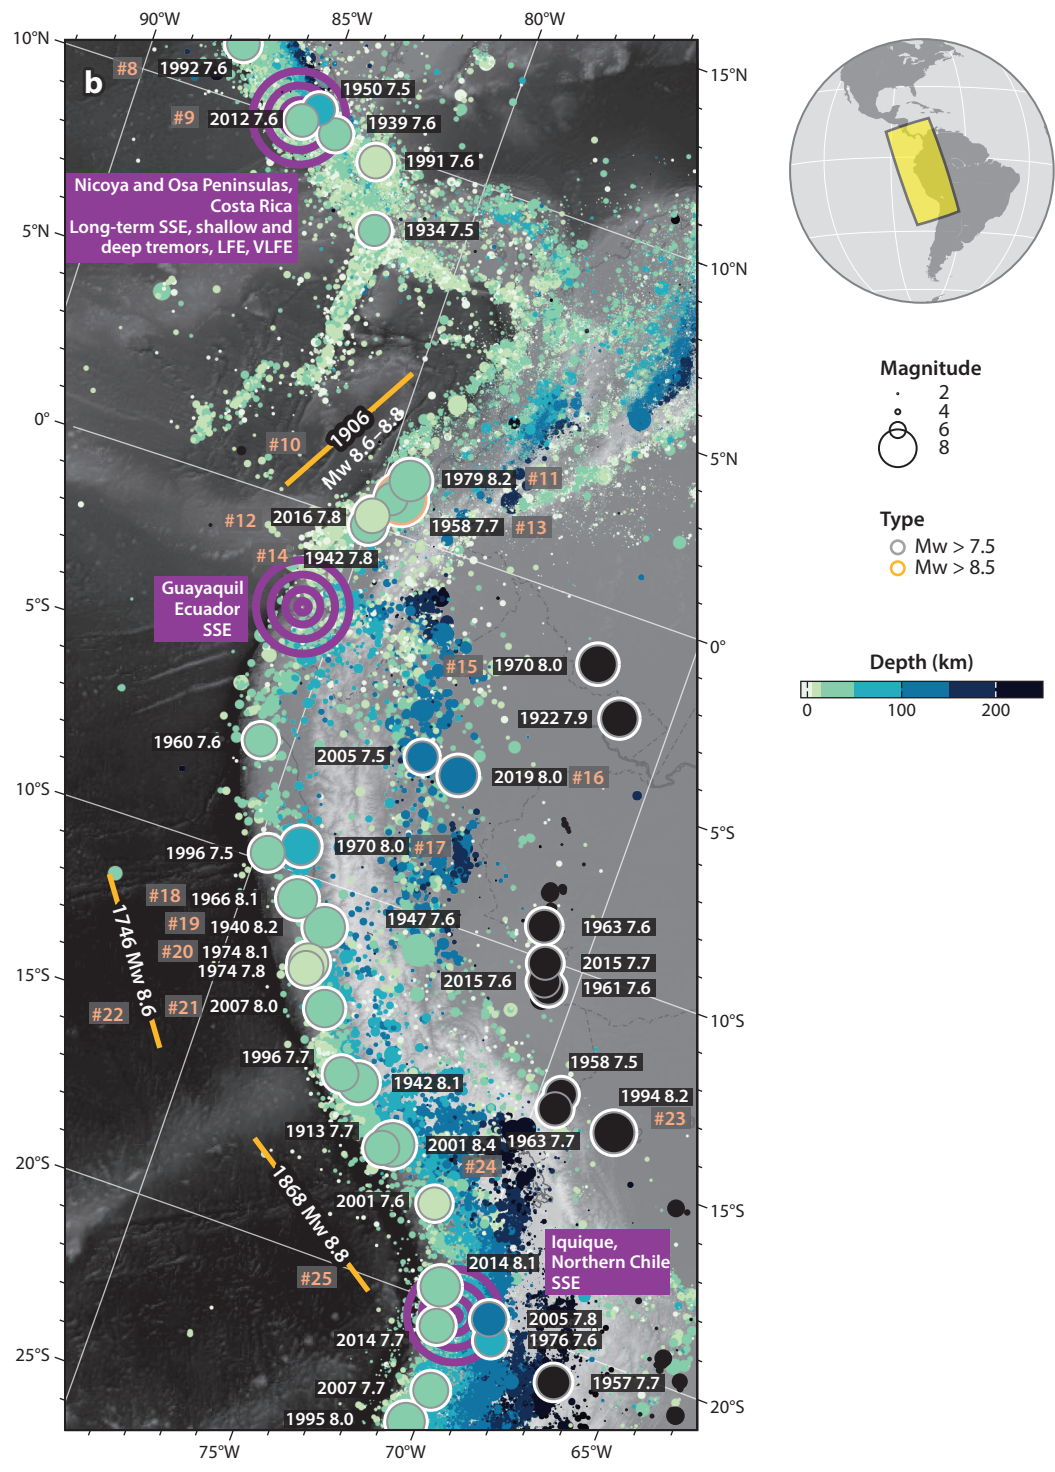 90°W
85°W
80°W
10°N
15°N
b
#8
1992 7.6
1950 7.5
#9
2012 7.6
1939 7.6
1991 7.6
Nicoya and Osa Peninsulas,
Costa Rica
Long-term SSE, shallow and
deep tremors, LFE, VLFE
5°N
1934 7.5
10°N
Magnitude
2
4
6
8
0°
#10
1906
Mw 8.6–8.8
5°N
1979 8.2
#11
#12
2016 7.8
1958 7.7
#13
Type
Mw > 7.5
Mw > 8.5
#14
1942 7.8
Guayaquil
Ecuador
SSE
5°S
0°
#15
1970 8.0
Depth (km)
0
100
200
1922 7.9
1960 7.6
2005 7.5
2019 8.0
#16
10°S
5°S
1996 7.5
1970 8.0
#17
1746 Mw 8.6
#18
1966 8.1
#19
1940 8.2
1947 7.6
1963 7.6
#20
1974 8.1
1974 7.8
2015 7.7
15°S
2015 7.6
1961 7.6
#22
#21
2007 8.0
10°S
1996 7.7
1942 8.1
1958 7.5
1994 8.2
#23
1913 7.7
2001 8.4
1963 7.7
#24
20°S
1868 Mw 8.8
2001 7.6
15°S
#25
2014 8.1
Iquique,
Northern Chile
SSE
2014 7.7
2005 7.8
1976 7.6
25°S
2007 7.7
1957 7.7
1995 8.0
20°S
75°W
70°W
65°W